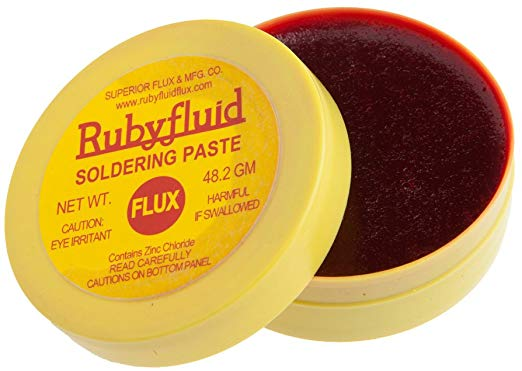 SUPERIOR FLUX & MFG. CO.
www.rubyfluidflux.com
Rubyfluid
SOLDERING PASTE
NET WT.
48.2 GM
FLUX
CAUTION:
EYE IRRITANT
HARMFUL
IF SWALLOWED
Contains Zinc Chloride
READ CAREFULLY
CAUTIONS ON BOTTOM PANEL